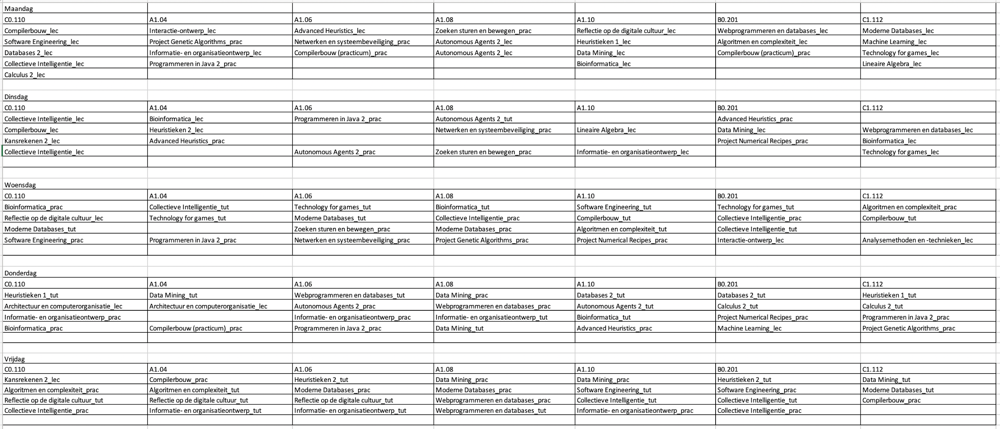 Maandag
C0.110 A1.04 A1.06 A1.08 A1.10 B0.201 C1.112
Compilerbouw_lec Interactie-ontwerp_lec Advanced Heuristics_lec Zoeken sturen en bewegen_prac Reflectie op de digitale cultuur_lec Webprogrammeren en databases_lec Moderne Databases_lec
Software Engineering_lec Project Genetic Algorithms_prac Netwerken en systeembeveiliging_prac Autonomous Agents 2_lec Heuristieken 1_lec Algoritmen en complexiteit_lec Machine Learning_lec
Databases 2_lec Informatie- en organisatieontwerp_lec Compilerbouw (practicum)_prac Autonomous Agents 2_lec Data Mining_lec Compilerbouw (practicum)_prac Technology for games_lec
Collectieve Intelligentie_lec Programmeren in Java 2_prac Bioinformatica_lec Lineaire Algebra_lec
Calculus 2_lec
Dinsdag
C0.110 A1.04 A1.06 A1.08 A1.10 B0.201 C1.112
Collectieve Intelligentie_lec Bioinformatica_lec Programmeren in Java 2_prac Autonomous Agents 2_tut Advanced Heuristics_prac
Compilerbouw_lec Heuristieken 2_lec Netwerken en systeembeveiliging_prac Lineaire Algebra_lec Data Mining_lec Webprogrammeren en databases_lec
Kansrekenen 2_lec Advanced Heuristics_prac Project Numerical Recipes_prac Bioinformatica_lec
Collectieve Intelligentie_lec Autonomous Agents 2_prac Zoeken sturen en bewegen_prac Informatie- en organisatieontwerp_lec Technology for games_lec
Woensdag
C0.110 A1.04 A1.06 A1.08 A1.10 B0.201 C1.112
Bioinformatica_prac Collectieve Intelligentie_tut Technology for games_tut Bioinformatica_tut Software Engineering_tut Technology for games_tut Algoritmen en complexiteit_prac
Reflectie op de digitale cultuur_lec Technology for games_tut Moderne Databases_tut Collectieve Intelligentie_prac Compilerbouw_tut Collectieve Intelligentie_prac Compilerbouw_tut
Moderne Databases_tut Zoeken sturen en bewegen_prac Moderne Databases_prac Algoritmen en complexiteit_tut Collectieve Intelligentie_tut
Software Engineering_prac Programmeren in Java 2_prac Netwerken en systeembeveiliging_prac Project Genetic Algorithms_prac Project Numerical Recipes_prac Interactie-ontwerp_lec Analysemethoden en -technieken_lec
Donderdag
C0.110 A1.04 A1.06 A1.08 A1.10 B0.201 C1.112
Heuristieken 1_tut Data Mining_tut Webprogrammeren en databases_tut Data Mining_prac Databases 2_tut Databases 2_tut Heuristieken 1_tut
Architectuur en computerorganisatie_lec Architectuur en computerorganisatie_lec Autonomous Agents 2_prac Webprogrammeren en databases_prac Autonomous Agents 2_tut Calculus 2_tut Calculus 2_tut
Informatie- en organisatieontwerp_prac Informatie- en organisatieontwerp_prac Informatie- en organisatieontwerp_tut Bioinformatica_tut Project Numerical Recipes_prac Programmeren in Java 2_prac
Bioinformatica_prac Compilerbouw (practicum)_prac Programmeren in Java 2_prac Data Mining_tut Advanced Heuristics_prac Machine Learning_lec Project Genetic Algorithms_prac
Vrijdag
C0.110 A1.04 A1.06 A1.08 A1.10 B0.201 C1.112
Kansrekenen 2_lec Compilerbouw_prac Heuristieken 2_tut Data Mining_prac Data Mining_prac Heuristieken 2_tut Data Mining_tut
Algoritmen en complexiteit_prac Algoritmen en complexiteit_tut Moderne Databases_prac Moderne Databases_prac Software Engineering_tut Software Engineering_prac Moderne Databases_tut
Reflectie op de digitale cultuur_tut Reflectie op de digitale cultuur_tut Reflectie op de digitale cultuur_tut Webprogrammeren en databases_prac Collectieve Intelligentie_tut Collectieve Intelligentie_tut Compilerbouw_prac
Collectieve Intelligentie_prac Informatie- en organisatieontwerp_tut Informatie- en organisatieontwerp_tut Webprogrammeren en databases_tut Informatie- en organisatieontwerp_prac Collectieve Intelligentie_prac